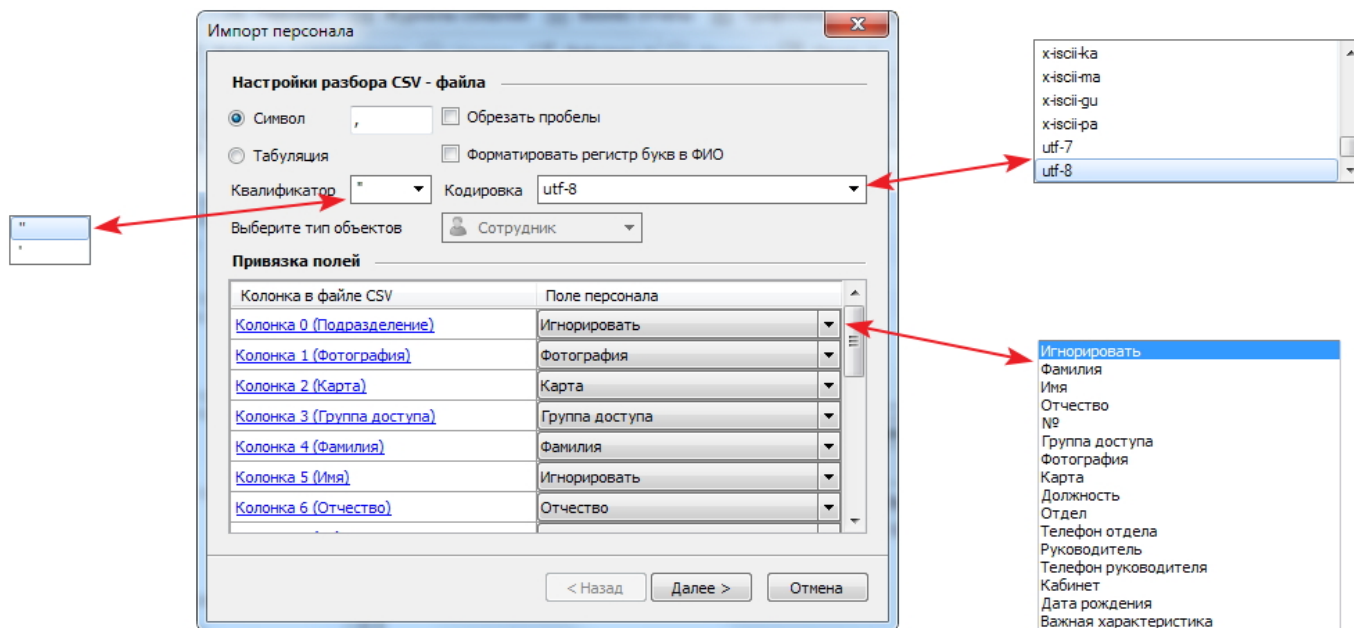 Импорт персонала
Настройки разбора CSV - файла
Символ , Обрезать пробелы
Табуляция Форматировать регистр букв в ФИО
Квалификатор " Кодировка utf-8
Выберите тип объектов Сотрудник
Привязка полей
Колонка в файле CSV Поле персонала
Колонка 0 (Подразделение) Игнорировать
Колонка 1 (Фотография) Фотография
Колонка 2 (Карта) Карта
Колонка 3 (Группа доступа) Группа доступа
Колонка 4 (Фамилия) Фамилия
Колонка 5 (Имя) Игнорировать
Колонка 6 (Отчество) Отчество
< Назад Далее > Отмена
"
'
x-iscii-ka
x-iscii-ma
x-iscii-gu
x-iscii-pa
utf-7
utf-8
Игнорировать
Фамилия
Имя
Отчество
№
Группа доступа
Фотография
Карта
Должность
Отдел
Телефон отдела
Руководитель
Телефон руководителя
Кабинет
Дата рождения
Важная характеристика